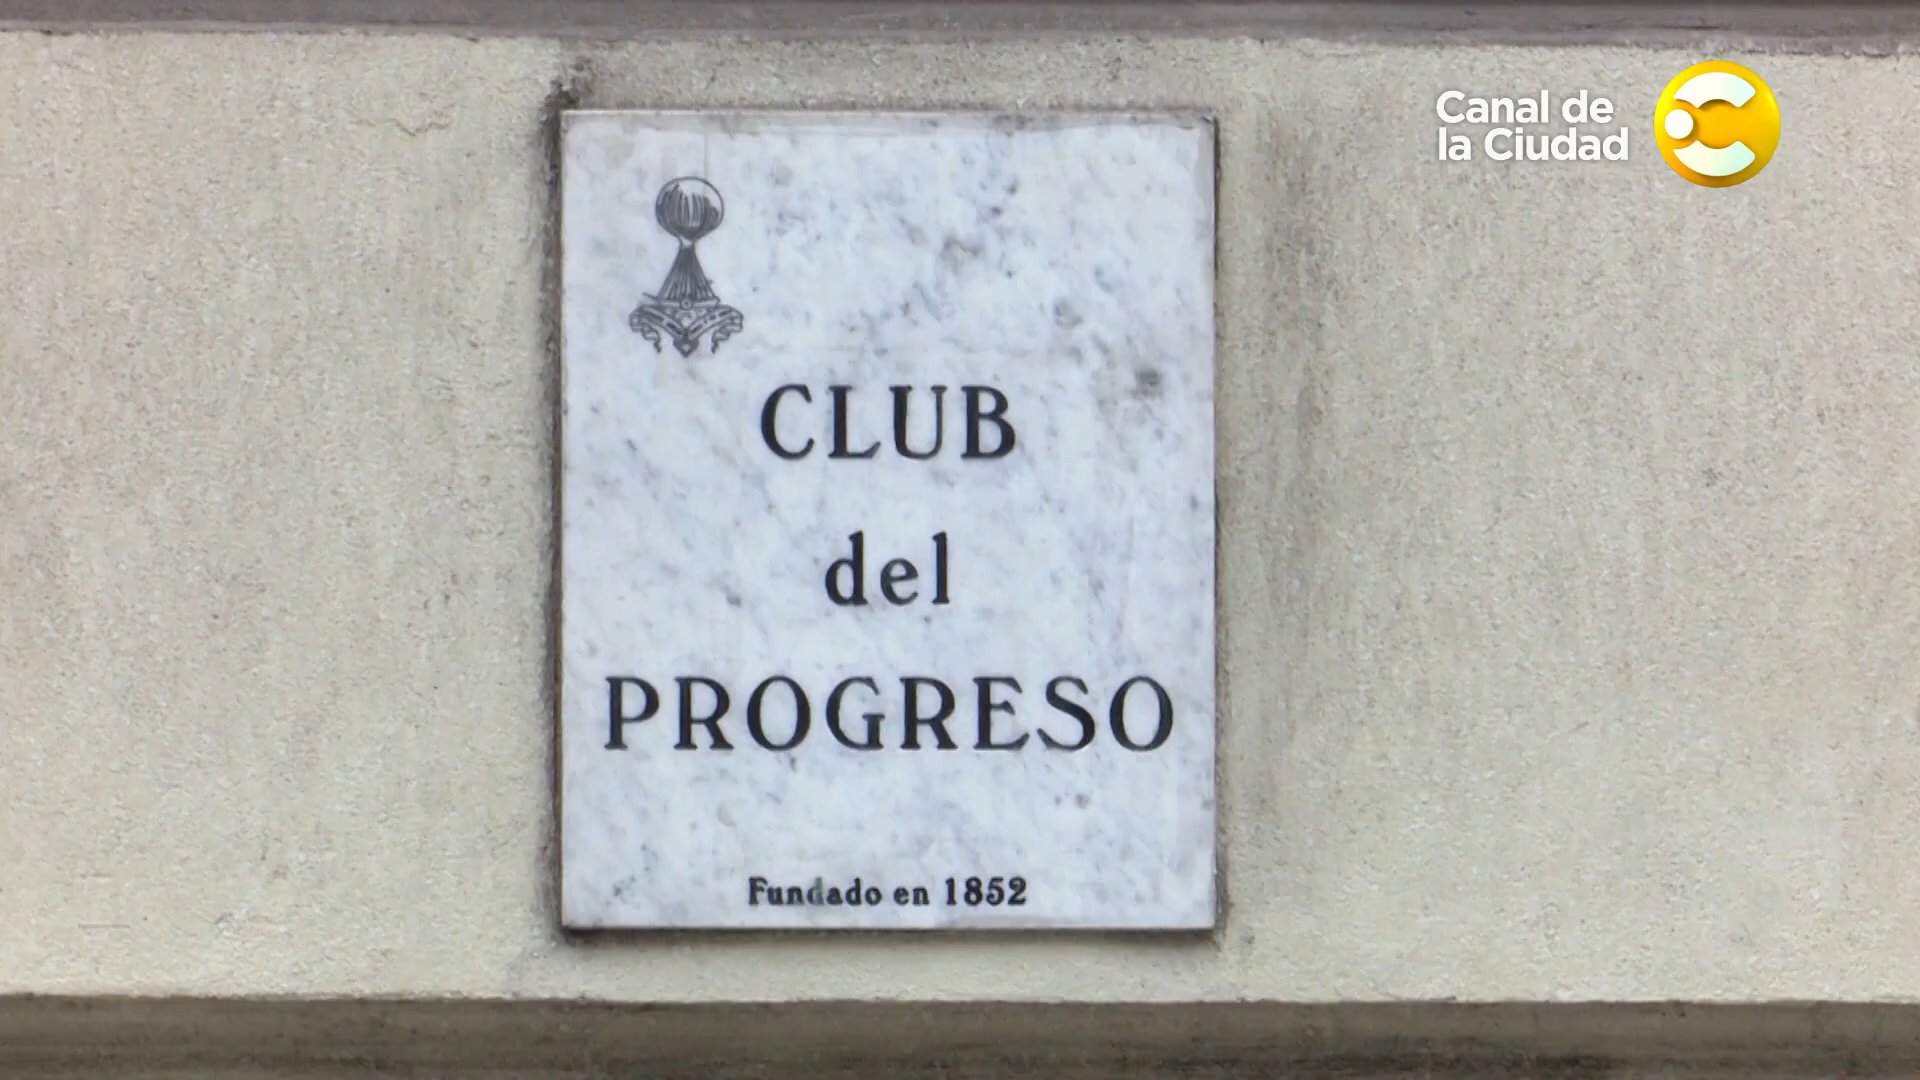 Canal de
la Ciudad
CLUB
del
PROGRESO
Fundado en 1852